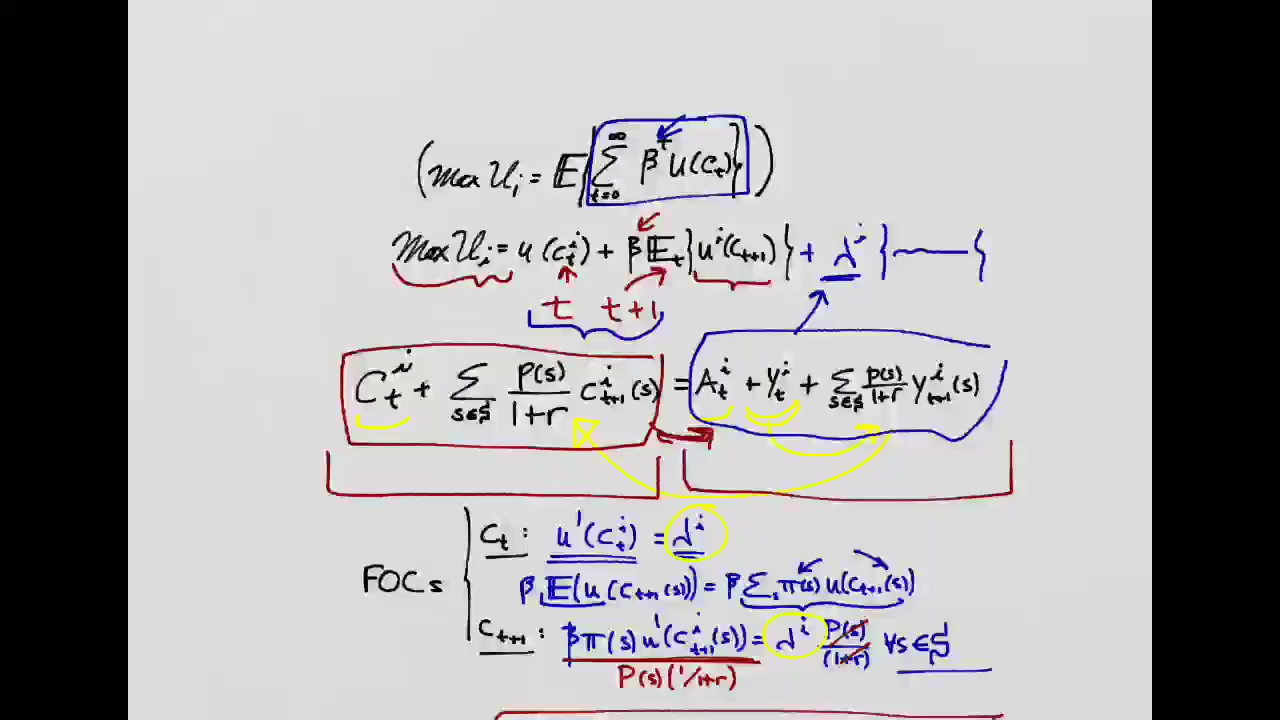 (max U_i = E{∑_{t=0}^{∞} β^t u(c_t)})
Max U_i = u(c_t^i) + β E_t{u^i(c_{t+1})} + λ^i {——}
t t+1
C_t^i + ∑_{s∈S} P(s)/1+r C_{t+1}^i(s) = A_t^i + Y_t^i + ∑_{s∈S} P(s)/1+r Y_{t+1}^i(s)
C_t : u'(C_t^i) = λ^i
FOCs β E(u(C_{t+1}(s)) = β ∑_s π(s) u(C_{t+1}(s))
C_{t+1} : βπ(s) u'(C_{t+1}^i(s)) = λ^i P(s)/(1+r) ∀s∈S
P(s)(1/1+r)